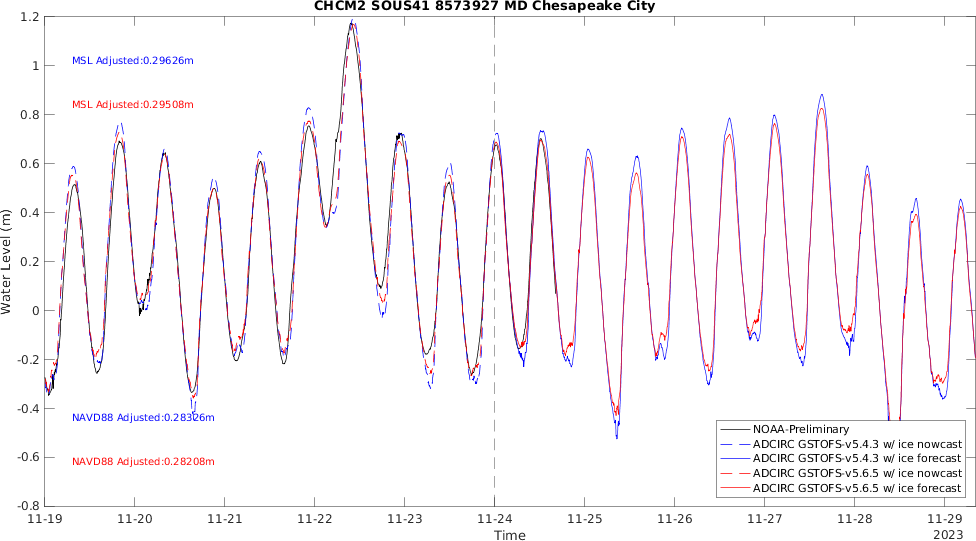 CHCM2 SOUS41 8573927 MD Chesapeake City
1.2
1
0.8
0.6
0.4
0.2
0
-0.2
-0.4
-0.6
-0.8
Water Level (m)
MSL Adjusted:0.29626m
MSL Adjusted:0.29508m
NAVD88 Adjusted:0.28326m
NAVD88 Adjusted:0.28208m
NOAA-Preliminary
ADCIRC GSTOFS-v5.4.3 w/ ice nowcast
ADCIRC GSTOFS-v5.4.3 w/ ice forecast
ADCIRC GSTOFS-v5.6.5 w/ ice nowcast
ADCIRC GSTOFS-v5.6.5 w/ ice forecast
11-19 11-20 11-21 11-22 11-23 11-24 11-25 11-26 11-27 11-28 11-29
Time
2023